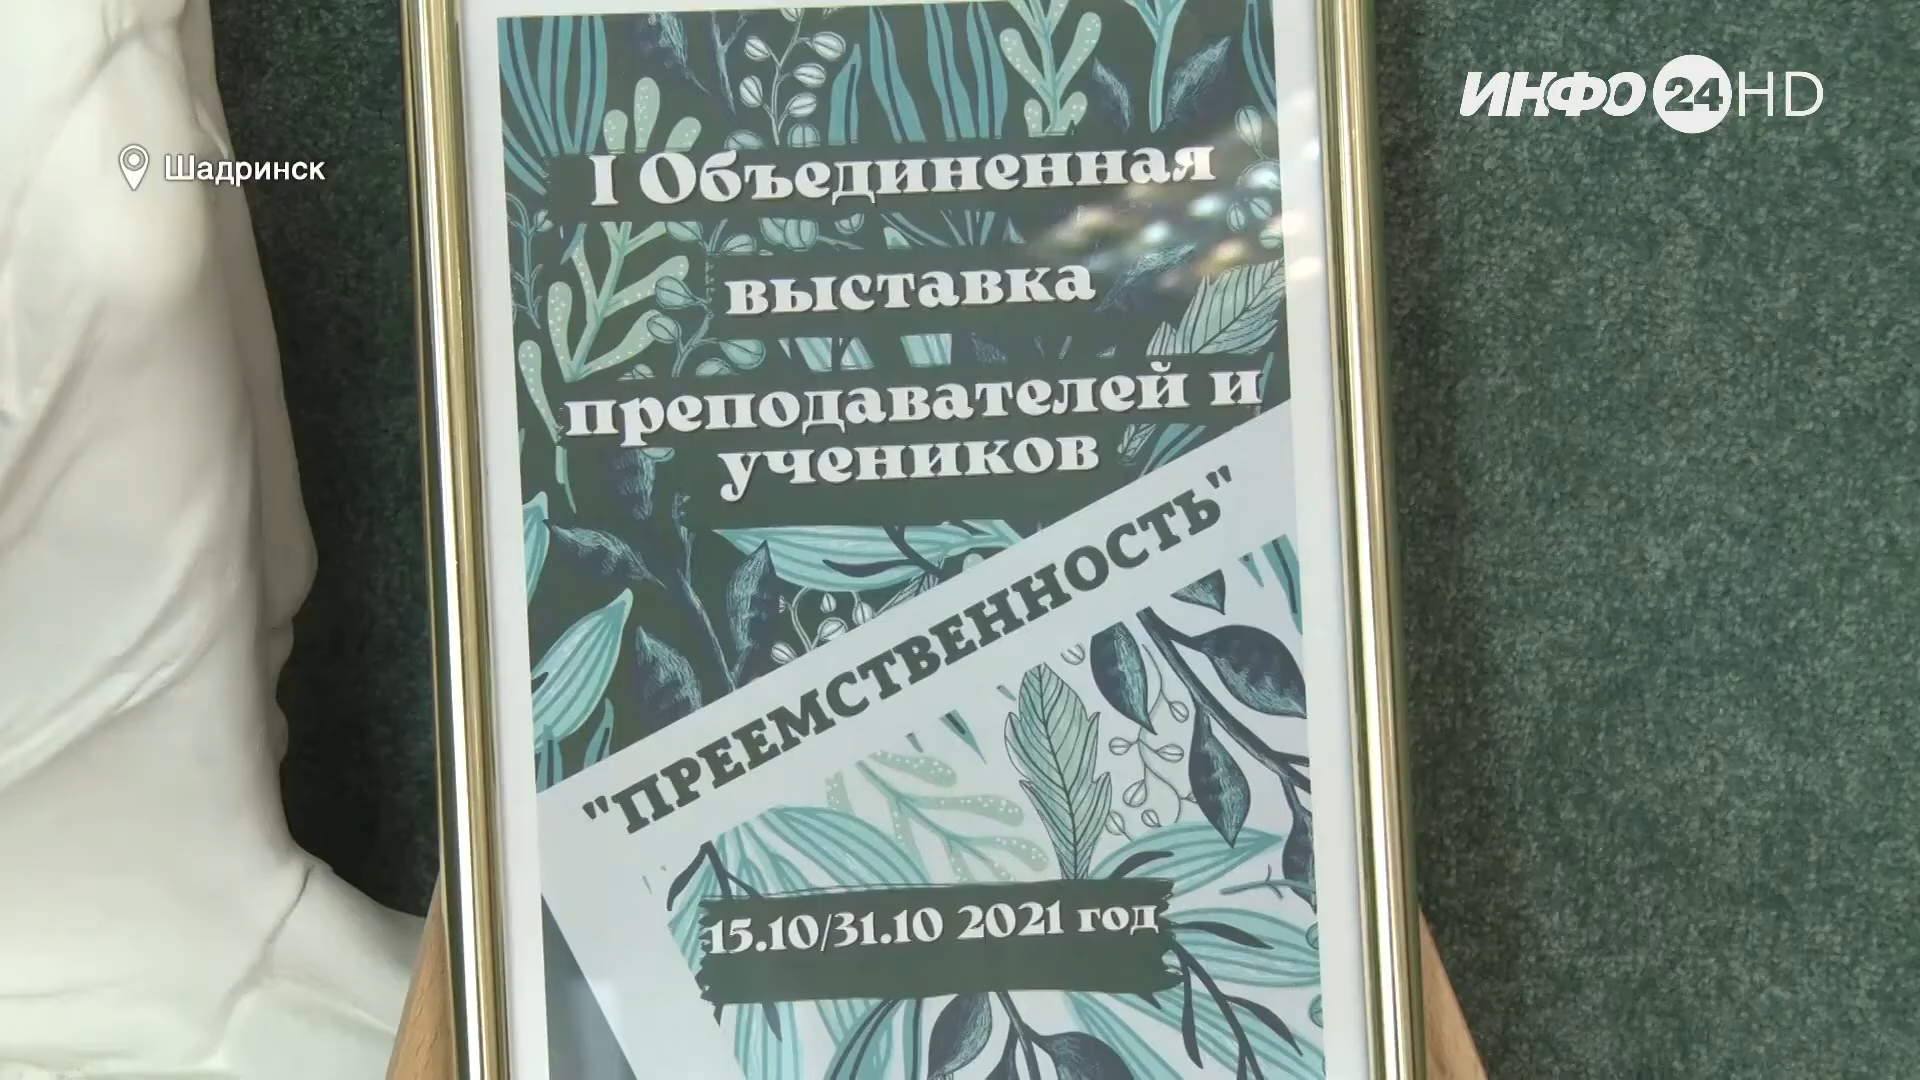 ИНФО 24 HD
Шадринск
I Объединенная
выставка
преподавателей и
учеников
"ПРЕЕМСТВЕННОСТЬ"
15.10/31.10 2021 год